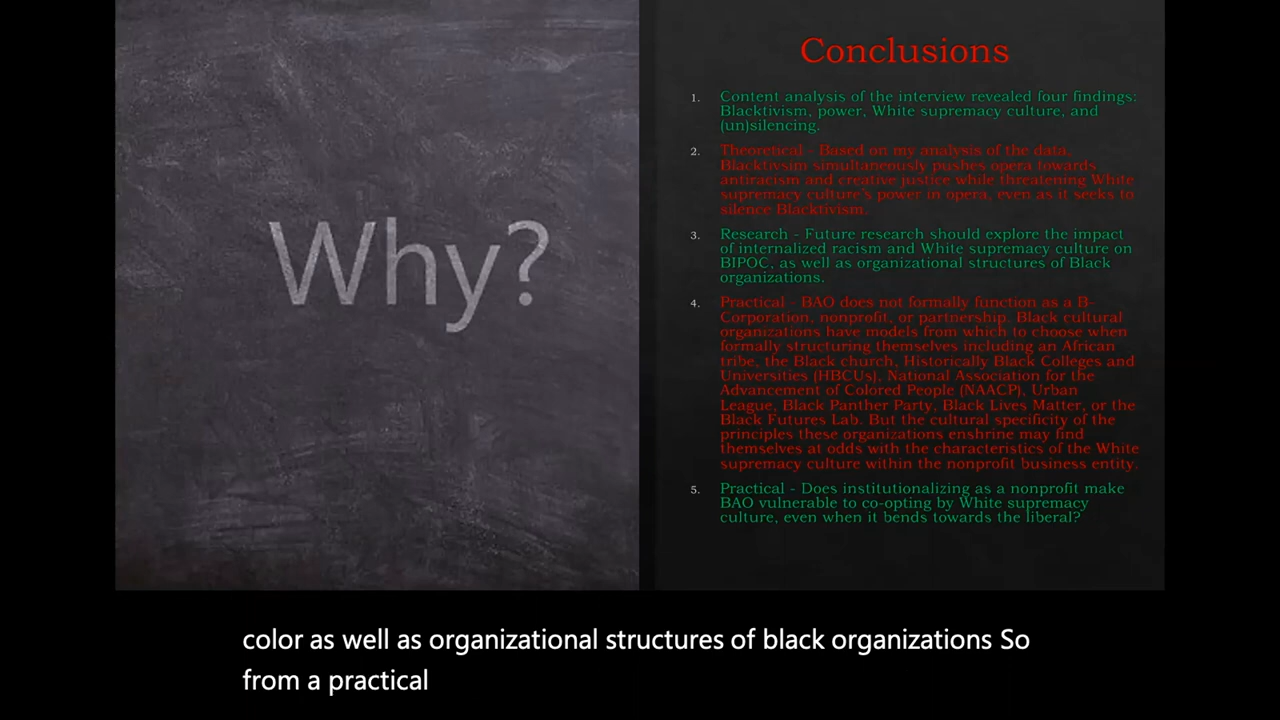 Why?
Conclusions
1. Content analysis of the interview revealed four findings:
Blacktivism, power, White supremacy culture, and
(un)silencing.
2. Theoretical - Based on my analysis of the data,
Blacktivsim simultaneously pushes opera towards
antiracism and creative justice while threatening White
supremacy culture's power in opera, even as it seeks to
silence Blacktivism.
3. Research - Future research should explore the impact
of internalized racism and White supremacy culture on
BIPOC, as well as organizational structures of Black
organizations.
4. Practical - BAO does not formally function as a B-
Corporation, nonprofit, or partnership. Black cultural
organizations have models from which to choose when
formally structuring themselves including an African
tribe, the Black church, Historically Black Colleges and
Universities (HBCUs), National Association for the
Advancement of Colored People (NAACP), Urban
League, Black Panther Party, Black Lives Matter, or the
Black Futures Lab. But the cultural specificity of the
principles these organizations enshrine may find
themselves at odds with the characteristics of the White
supremacy culture within the nonprofit business entity.
5. Practical - Does institutionalizing as a nonprofit make
BAO vulnerable to co-opting by White supremacy
culture, even when it bends towards the liberal?
color as well as organizational structures of black organizations So
from a practical